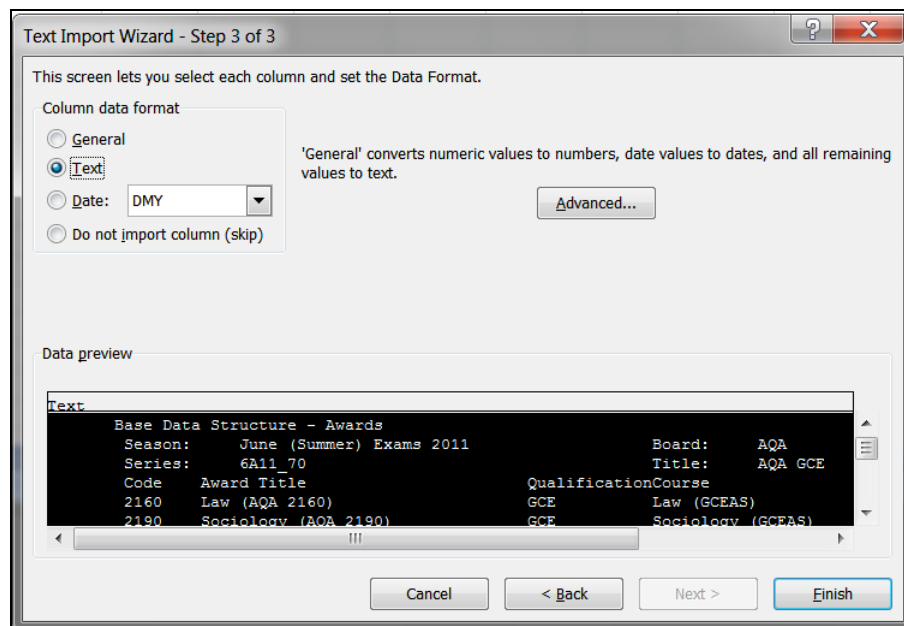 Text Import Wizard - Step 3 of 3
This screen lets you select each column and set the Data Format.
Column data format
General
Text
Date: DMY
Do not import column (skip)
'General' converts numeric values to numbers, date values to dates, and all remaining
values to text.
Advanced...
Data preview
Text
Base Data Structure - Awards
Season: June (Summer) Exams 2011 Board: AQA
Series: 6A11_70 Title: AQA GCE
Code Award Title QualificationCourse
2160 Law (AQA 2160) GCE Law (GCEAS)
2190 Sociology (AQA 2190) GCE Sociology (GCEAS)
Cancel < Back Next > Finish